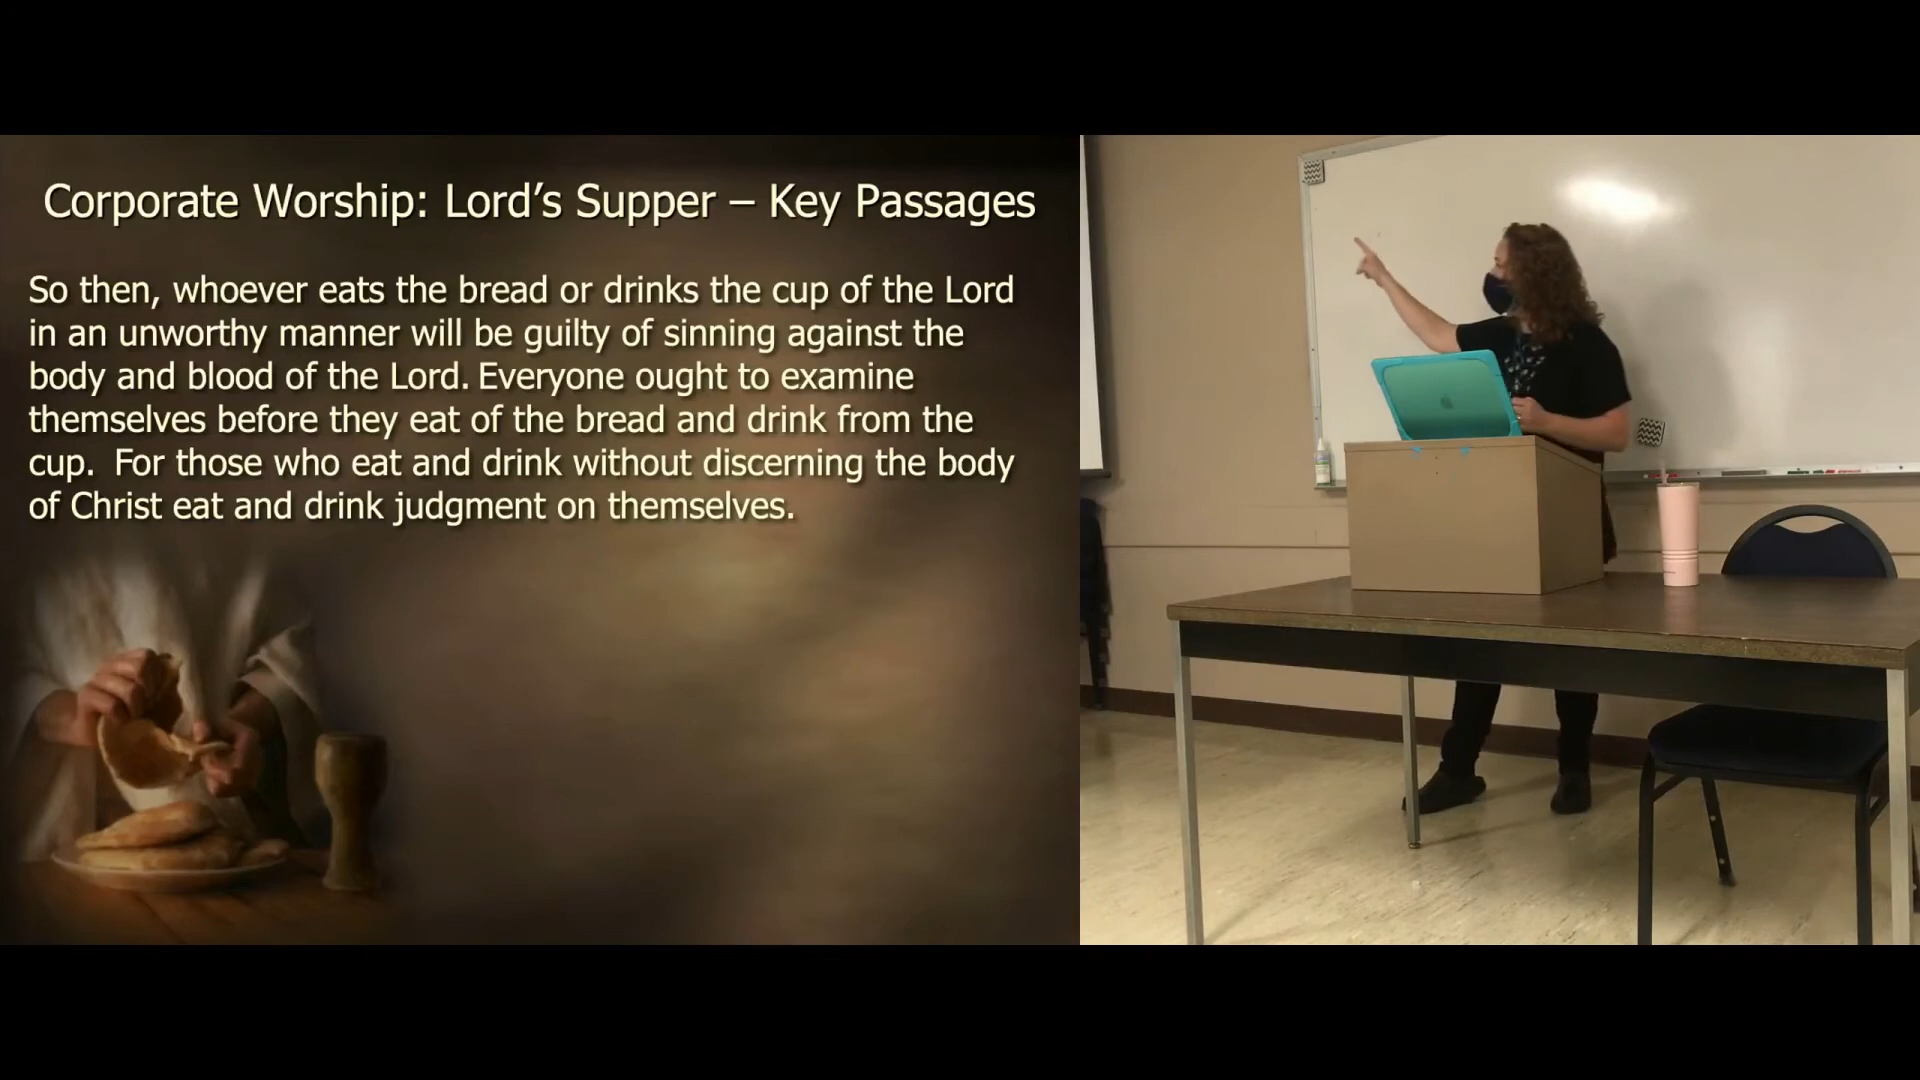 Corporate Worship: Lord’s Supper – Key Passages
So then, whoever eats the bread or drinks the cup of the Lord
in an unworthy manner will be guilty of sinning against the
body and blood of the Lord. Everyone ought to examine
themselves before they eat of the bread and drink from the
cup.  For those who eat and drink without discerning the body
of Christ eat and drink judgment on themselves.